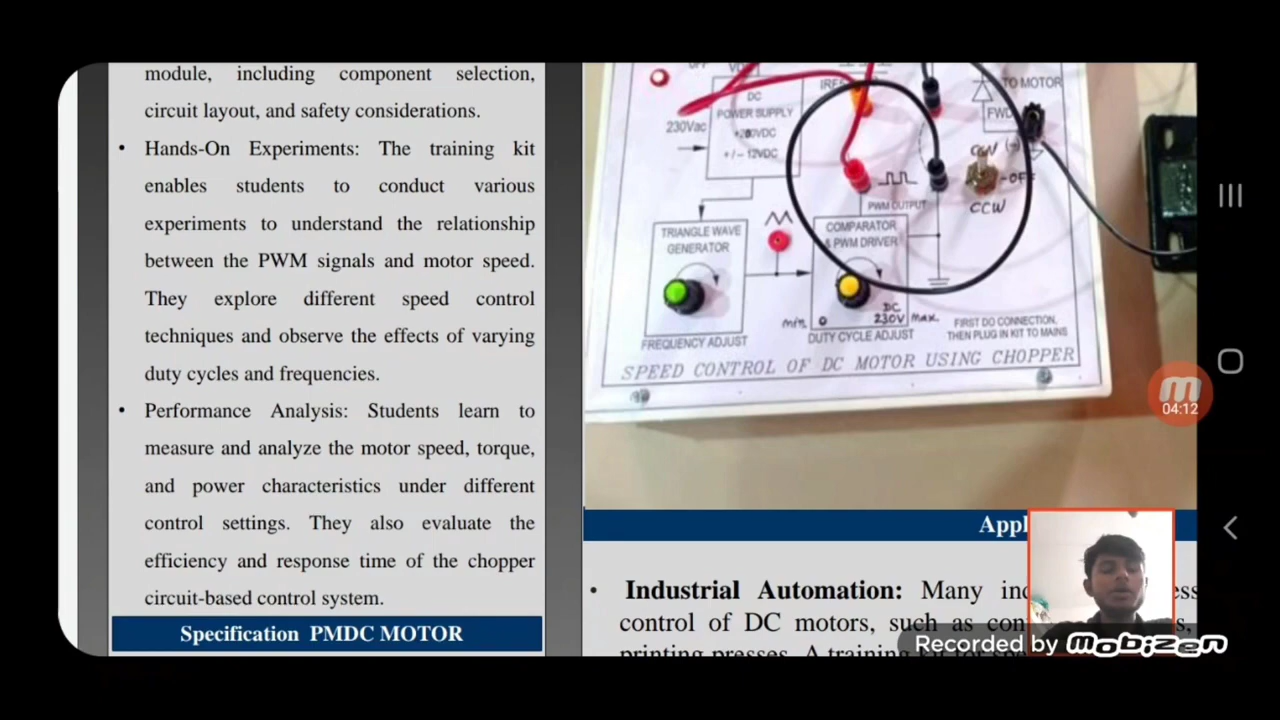 module, including component selection,
circuit layout, and safety considerations.
• Hands-On Experiments: The training kit
enables students to conduct various
experiments to understand the relationship
between the PWM signals and motor speed.
They explore different speed control
techniques and observe the effects of varying
duty cycles and frequencies.
• Performance Analysis: Students learn to
measure and analyze the motor speed, torque,
and power characteristics under different
control settings. They also evaluate the
efficiency and response time of the chopper
circuit-based control system.
Specification PMDC MOTOR
TO MOTOR
DC
POWER SUPPLY
+200VDC
+/- 12VDC
230Vac
FWD
CCW
PWM OUTPUT
TRIANGLE WAVE
GENERATOR
COMPARATOR
& PWM DRIVER
DC
230V
min
max.
FREQUENCY ADJUST
DUTY CYCLE ADJUST
FIRST DO CONNECTION,
THEN PLUG IN KIT TO MAINS
SPEED CONTROL OF DC MOTOR USING CHOPPER
04:12
Appl
• Industrial Automation: Many
control of DC motors, such as
printing presses. A training kit for
Recorded by mobizen